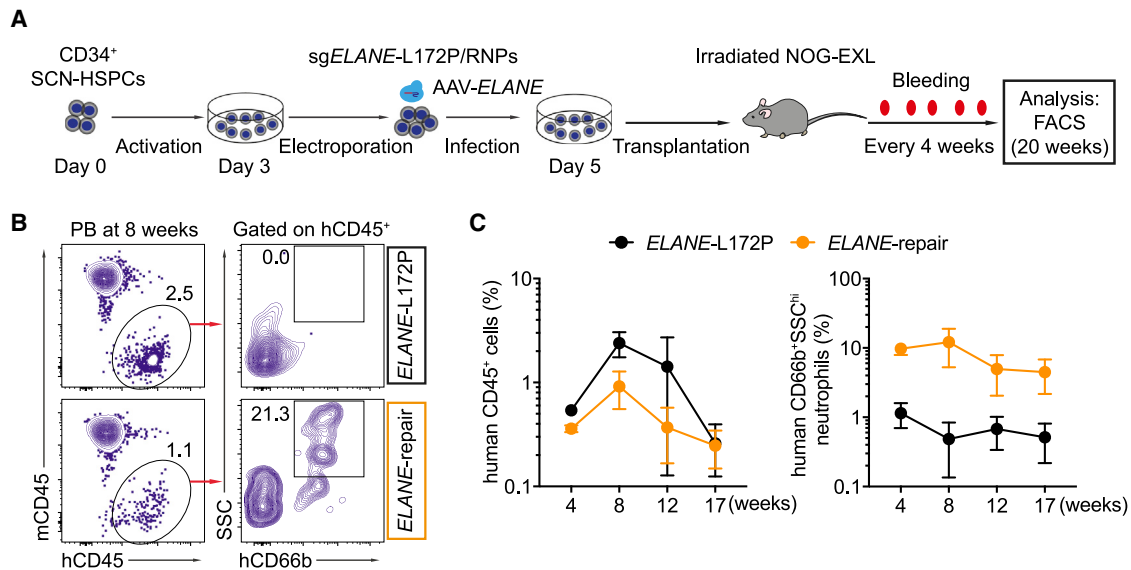 A
CD34+
SCN-HSPCs
Day 0
Activation
Day 3
sgELANE-L172P/RNPs
AAV-ELANE
Electroporation
Infection
Day 5
Transplantation
Irradiated NOG-EXL
Bleeding
Every 4 weeks
Analysis:
FACS
(20 weeks)
B
PB at 8 weeks
Gated on hCD45+
2.5
0.0
ELANE-L172P
1.1
21.3
ELANE-repair
mCD45
SSC
hCD45
hCD66b
C
ELANE-L172P
ELANE-repair
human CD45+ cells (%)
10
1
0.1
4 8 12 17 (weeks)
human CD66b+SSChi
neutrophils (%)
100
10
1
0.1
4 8 12 17 (weeks)